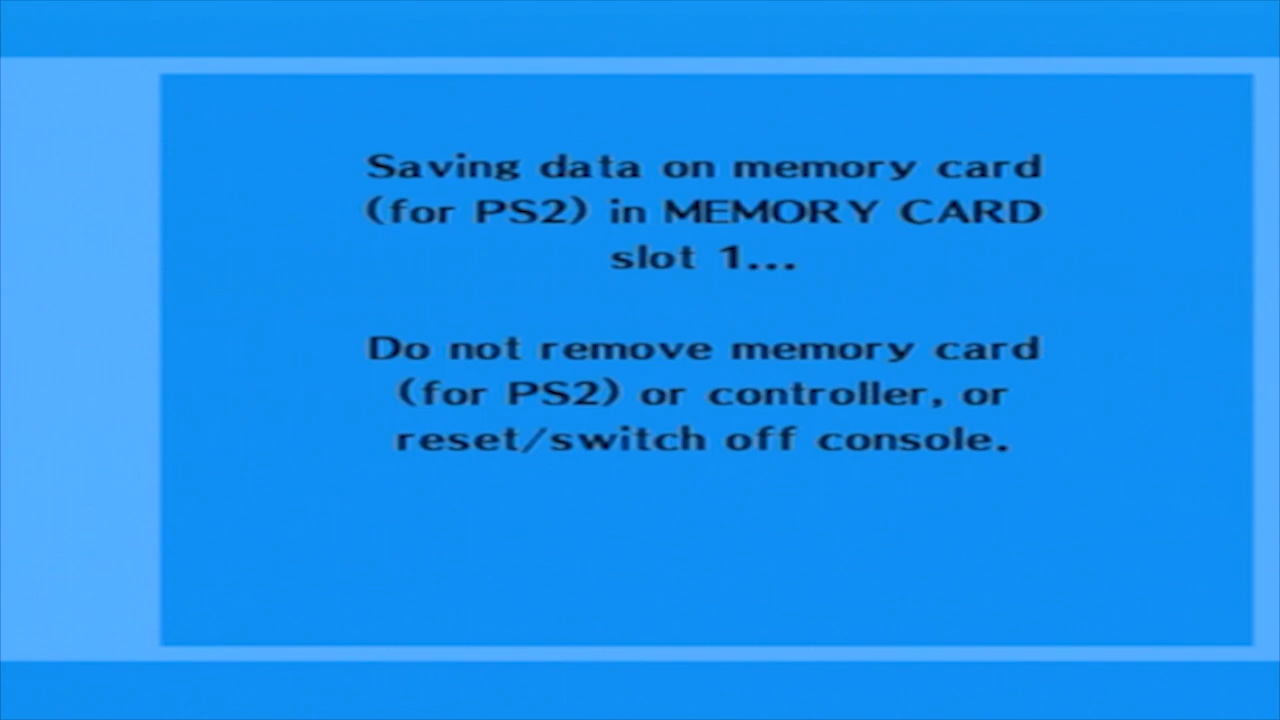 Saving data on memory card
(for PS2) in MEMORY CARD
slot 1...
Do not remove memory card
(for PS2) or controller, or
reset/switch off console.